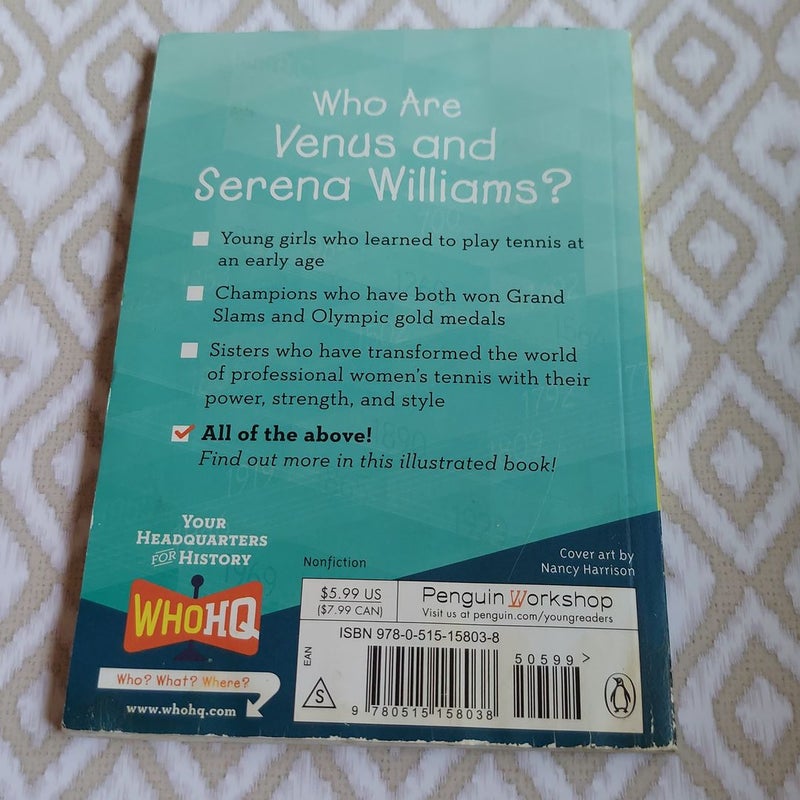 Who Are
Venus and
Serena Williams?
Young girls who learned to play tennis at
an early age
Champions who have both won Grand
Slams and Olympic gold medals
Sisters who have transformed the world
of professional women's tennis with their
power, strength, and style
All of the above!
Find out more in this illustrated book!
YOUR
HEADQUARTERS
FOR HISTORY
WHOHQ
Who? What? Where?
www.whohq.com
Nonfiction
Cover art by
Nancy Harrison
$5.99 US
($7.99 CAN)
Penguin Workshop
Visit us at penguin.com/youngreaders
ISBN 978-0-515-15803-8
EAN
50599 >
S
9 780515 158038